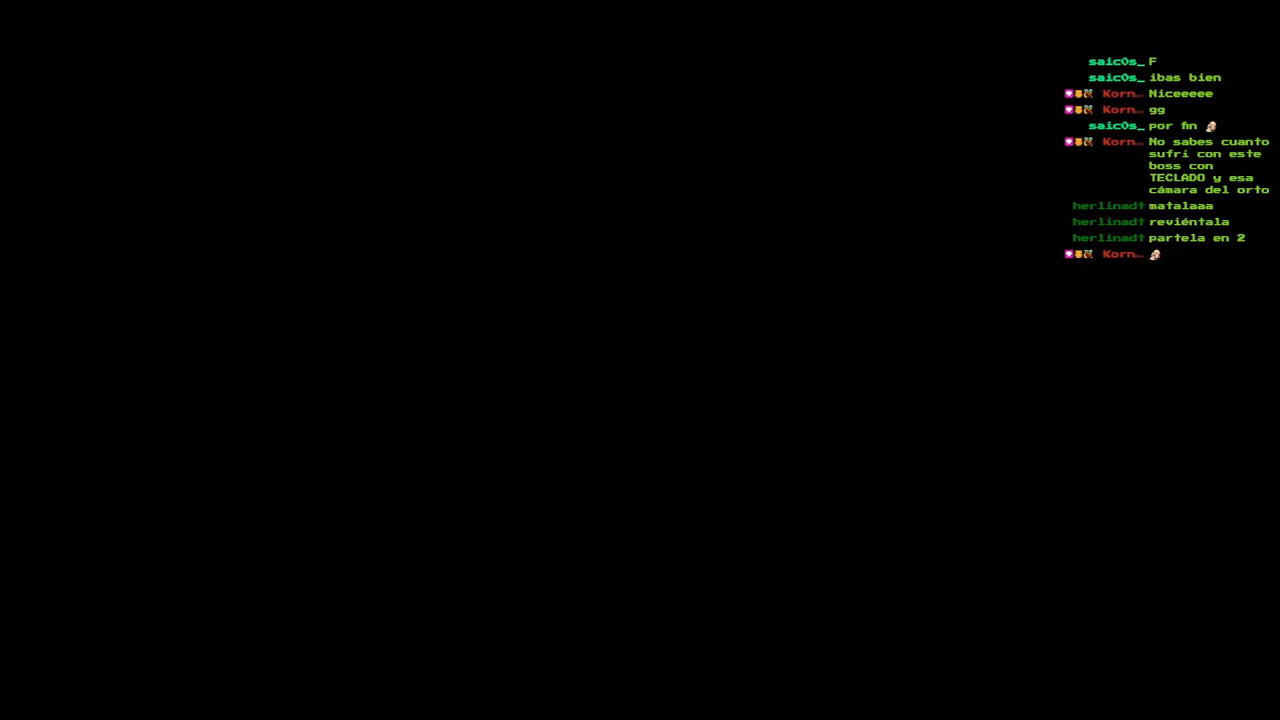 saic0s_ F
saic0s_ ibas bien
Korn… Niceeeee
Korn… gg
saic0s_ por fin
Korn… No sabes cuanto
sufrí con este
boss con
TECLADO y esa
cámara del orto
herlinadt matalaaa
herlinadt reviéntala
herlinadt partela en 2
Korn…